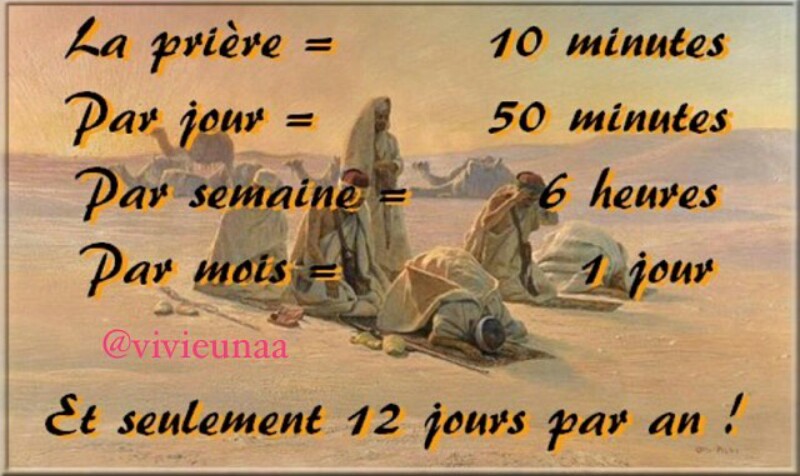 La prière = 10 minutes
Par jour = 50 minutes
Par semaine = 6 heures
Par mois = 1 jour
@vivieunaa
Et seulement 12 jours par an !